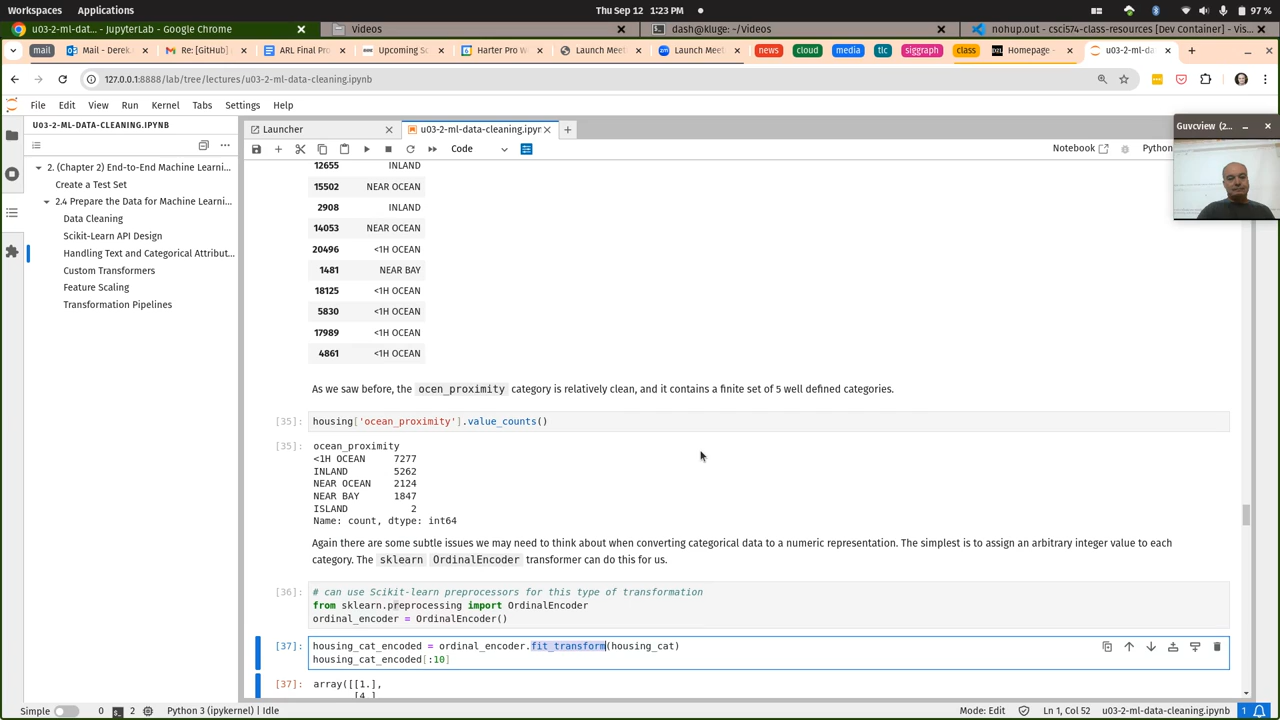 Workspaces Applications Thu Sep 12 1:23 PM 97 %
u03-2-ml-dat... - JupyterLab - Google Chrome Videos dash@kluge: ~/Videos nohup.out - csci574-class-resources [Dev Container] - Vis...
mail Mail - Derek. Re: [GitHub] ARL Final Pro Upcoming Sc Harter Pro W Launch Meet Launch Meet news cloud media tlc siggraph class Homepage - u03-2-ml-dat
127.0.0.1:8888/lab/tree/lectures/u03-2-ml-data-cleaning.ipynb
File Edit View Run Kernel Tabs Settings Help
U03-2-ML-DATA-CLEANING.IPYNB
Launcher
u03-2-ml-data-cleaning.ipyr
Guvcview (2...
Code
Notebook
Python
2. (Chapter 2) End-to-End Machine Learni...
Create a Test Set
2.4 Prepare the Data for Machine Learni...
Data Cleaning
Scikit-Learn API Design
Handling Text and Categorical Attribut...
Custom Transformers
Feature Scaling
Transformation Pipelines
12655 INLAND
15502 NEAR OCEAN
2908 INLAND
14053 NEAR OCEAN
20496 <1H OCEAN
1481 NEAR BAY
18125 <1H OCEAN
5830 <1H OCEAN
17989 <1H OCEAN
4861 <1H OCEAN
As we saw before, the ocen_proximity category is relatively clean, and it contains a finite set of 5 well defined categories.
[35]: housing['ocean_proximity'].value_counts()
[35]: ocean_proximity
<1H OCEAN 7277
INLAND 5262
NEAR OCEAN 2124
NEAR BAY 1847
ISLAND 2
Name: count, dtype: int64
Again there are some subtle issues we may need to think about when converting categorical data to a numeric representation. The simplest is to assign an arbitrary integer value to each
category. The sklearn OrdinalEncoder transformer can do this for us.
[36]: # can use Scikit-learn preprocessors for this type of transformation
from sklearn.preprocessing import OrdinalEncoder
ordinal_encoder = OrdinalEncoder()
[37]: housing_cat_encoded = ordinal_encoder.fit_transform(housing_cat)
housing_cat_encoded[:10]
[37]: array([[1.],
[4.]
Simple 0 2 Python 3 (ipykernel) | Idle Mode: Edit Ln 1, Col 52 u03-2-ml-data-cleaning.ipynb 1